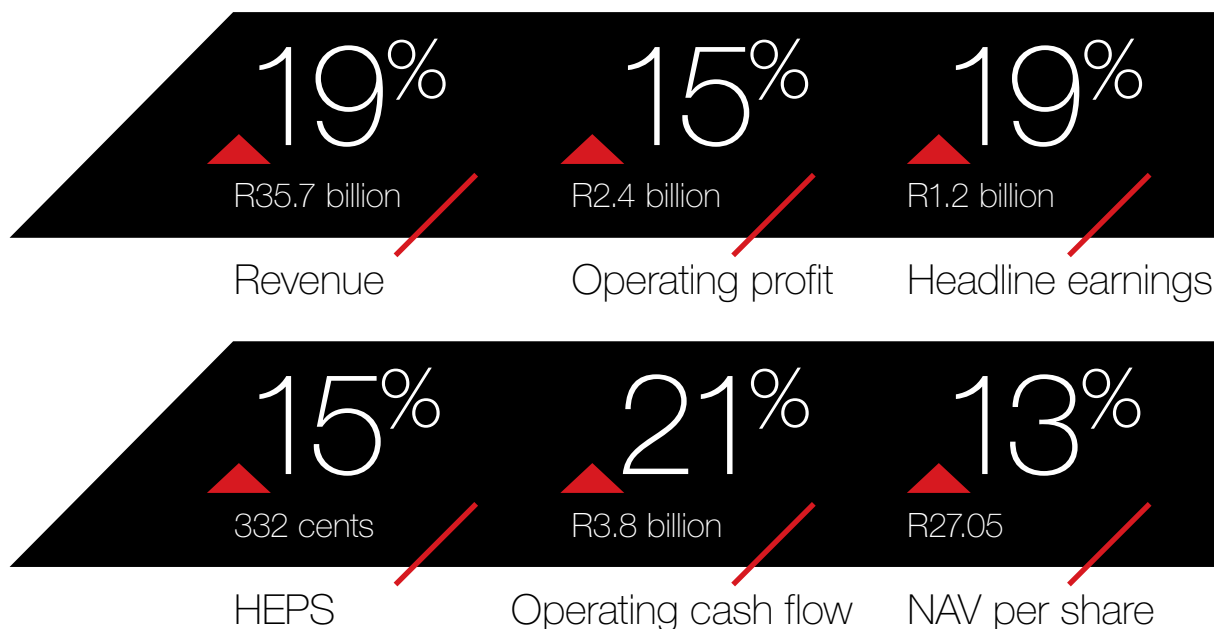 19% 15% 19%
R35.7 billion R2.4 billion R1.2 billion
Revenue Operating profit Headline earnings
15% 21% 13%
332 cents R3.8 billion R27.05
HEPS Operating cash flow NAV per share